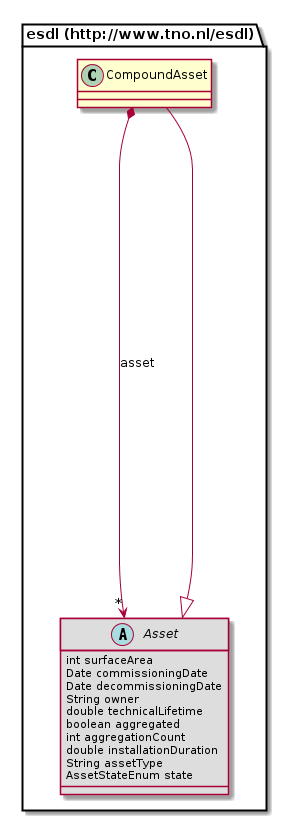 esdl (http://www.tno.nl/esdl)
C CompoundAsset
asset
*
A Asset
int surfaceArea
Date commissioningDate
Date decommissioningDate
String owner
double technicalLifetime
boolean aggregated
int aggregationCount
double installationDuration
String assetType
AssetStateEnum state